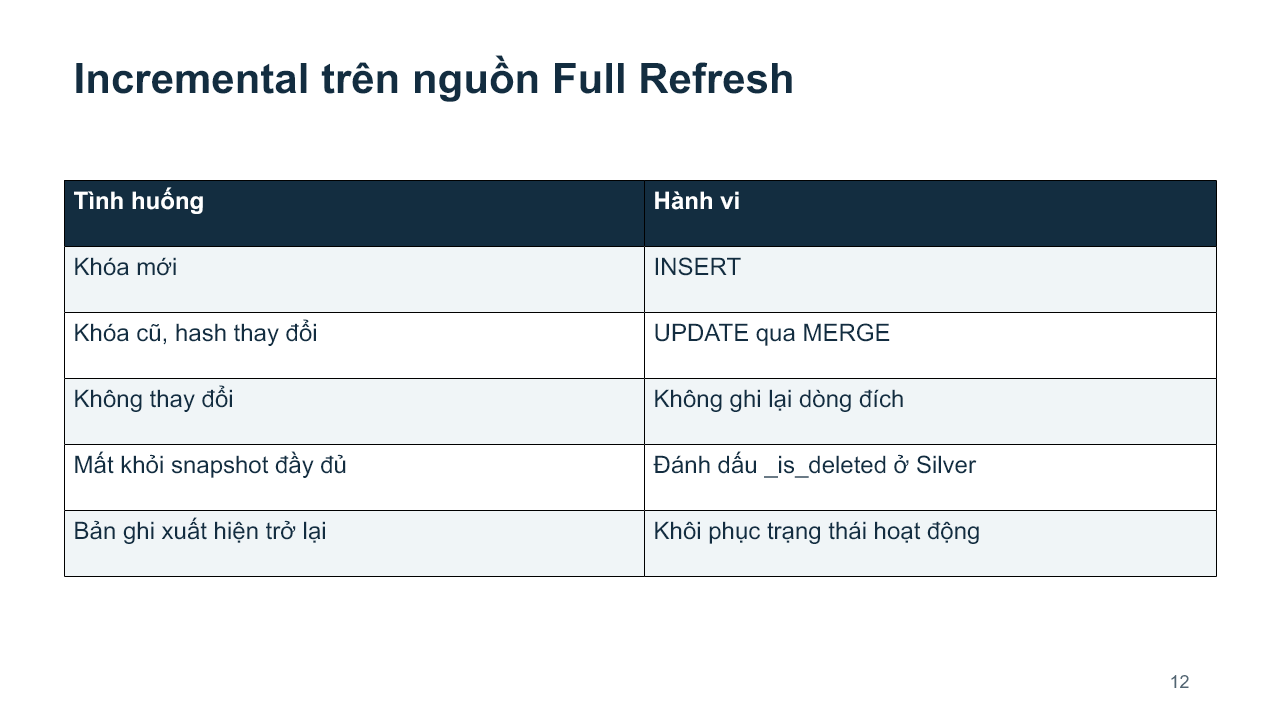 Incremental trên nguồn Full Refresh
Tình huống
Hành vi
Khóa mới
INSERT
Khóa cũ, hash thay đổi
UPDATE qua MERGE
Không thay đổi
Không ghi lại dòng đích
Mất khỏi snapshot đầy đủ
Đánh dấu _is_deleted ở Silver
Bản ghi xuất hiện trở lại
Khôi phục trạng thái hoạt động
12